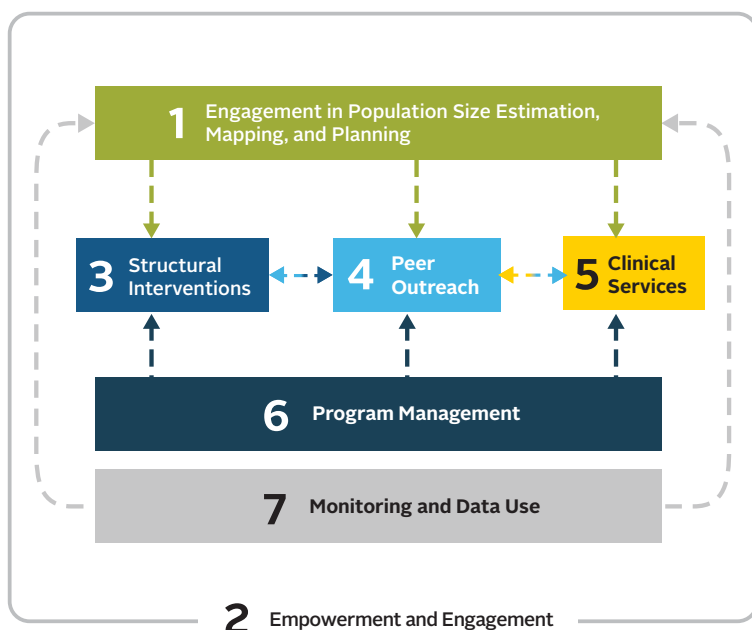 1 Engagement in Population Size Estimation,
Mapping, and Planning
3 Structural
Interventions
4 Peer
Outreach
5 Clinical
Services
6 Program Management
7 Monitoring and Data Use
2 Empowerment and Engagement